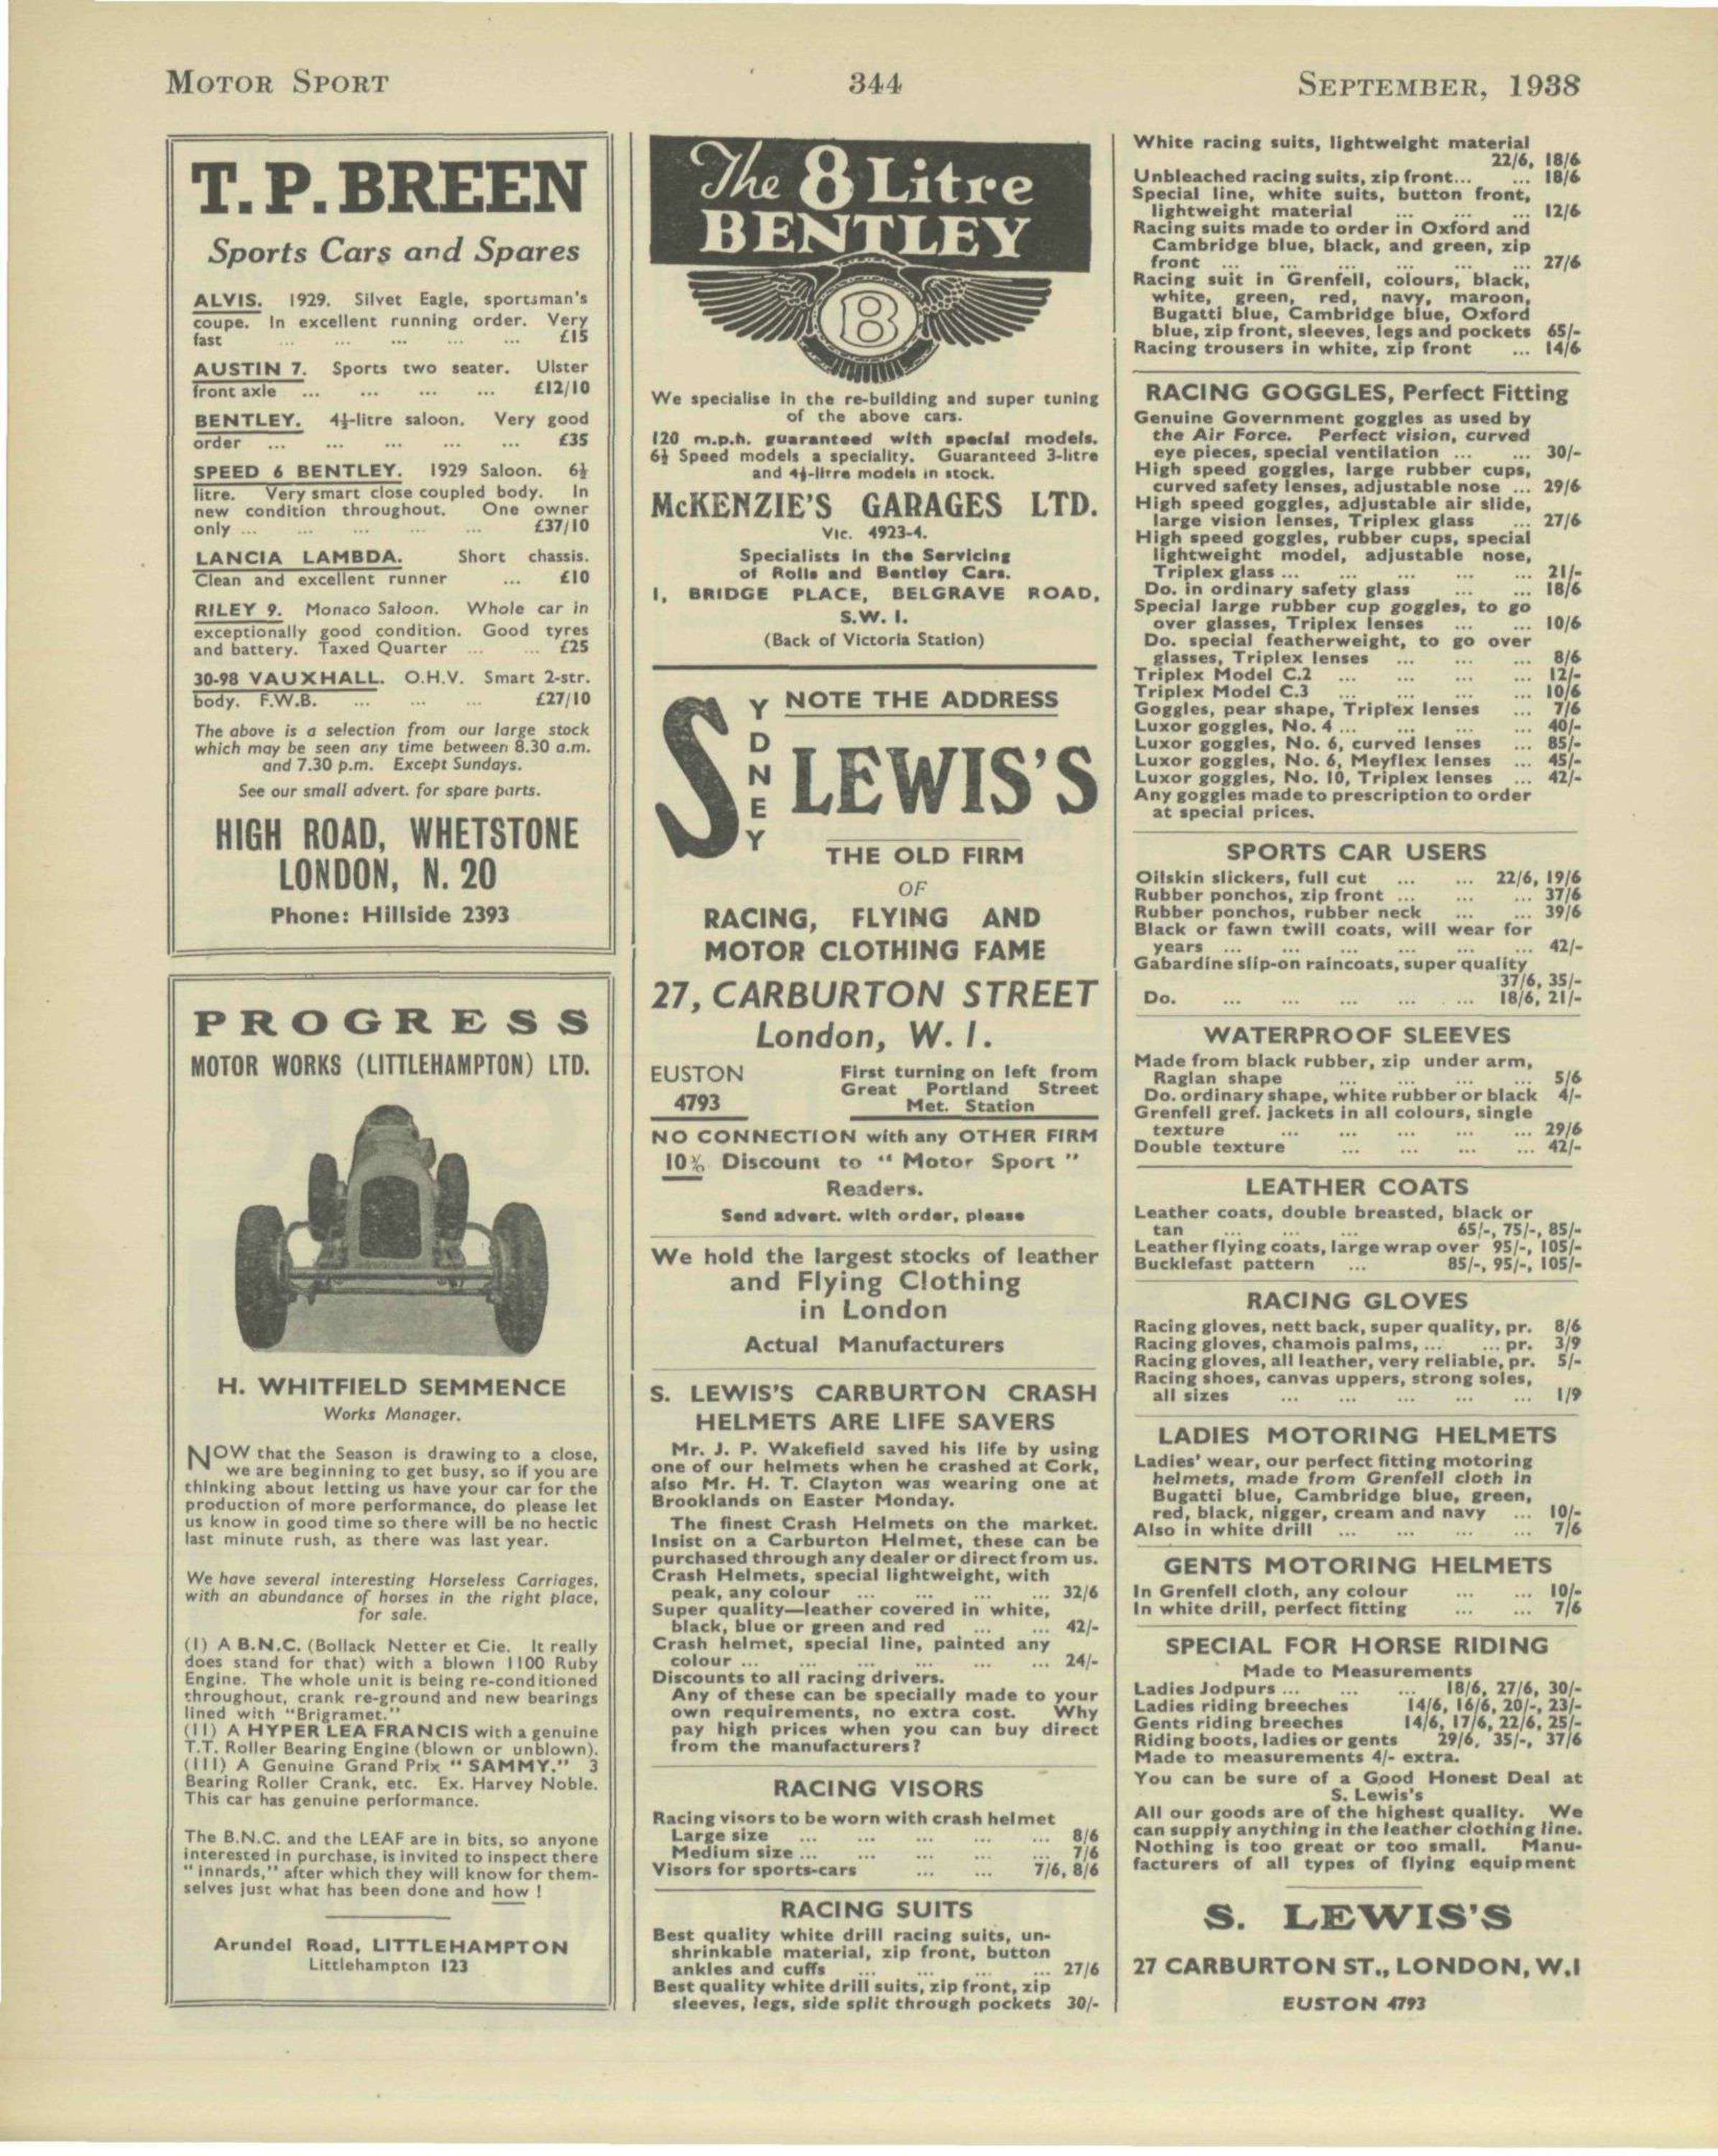 MOTOR SPORT
344
SEPTEMBER, 1938
T. P. BREEN
Sports Cars and Spares
ALVIS. 1929. Silvet Eagle, sportsman's
coupe. In excellent running order. Very
fast ... ... ... ... ... £15
AUSTIN 7. Sports two seater. Ulster
front axle ... ... ... ... £12/10
BENTLEY. 4½-litre saloon. Very good
order ... ... ... ... ... £35
SPEED 6 BENTLEY. 1929 Saloon. 6½
litre. Very smart close coupled body. In
new condition throughout. One owner
only ... ... ... ... ... £37/10
LANCIA LAMBDA. Short chassis.
Clean and excellent runner ... £10
RILEY 9. Monaco Saloon. Whole car in
exceptionally good condition. Good tyres
and battery. Taxed Quarter ... ... £25
30-98 VAUXHALL. O.H.V. Smart 2-str.
body. F.W.B. ... ... ... £27/10
The above is a selection from our large stock
which may be seen any time between 8.30 a.m.
and 7.30 p.m. Except Sundays.
See our small advert. for spare parts.
HIGH ROAD, WHETSTONE
LONDON, N. 20
Phone: Hillside 2393
PROGRESS
MOTOR WORKS (LITTLEHAMPTON) LTD.
H. WHITFIELD SEMMENCE
Works Manager.
NOW that the Season is drawing to a close,
we are beginning to get busy, so if you are
thinking about letting us have your car for the
production of more performance, do please let
us know in good time so there will be no hectic
last minute rush, as there was last year.
We have several interesting Horseless Carriages,
with an abundance of horses in the right place,
for sale.
(I) A B.N.C. (Bollack Netter et Cie. It really
does stand for that) with a blown 1100 Ruby
Engine. The whole unit is being re-conditioned
throughout, crank re-ground and new bearings
lined with "Brigramet."
(II) A HYPER LEA FRANCIS with a genuine
T.T. Roller Bearing Engine (blown or unblown).
(III) A Genuine Grand Prix "SAMMY." 3
Bearing Roller Crank, etc. Ex. Harvey Noble.
This car has genuine performance.
The B.N.C. and the LEAF are in bits, so anyone
interested in purchase, is invited to inspect there
"innards," after which they will know for them-
selves just what has been done and how !
Arundel Road, LITTLEHAMPTON
Littlehampton 123
The 8 Litre
BENTLEY
B
We specialise in the re-building and super tuning
of the above cars.
120 m.p.h. guaranteed with special models.
6½ Speed models a speciality. Guaranteed 3-litre
and 4½-litre models in stock.
McKENZIE'S GARAGES LTD.
Vic. 4923-4.
Specialists in the Servicing
of Rolls and Bentley Cars.
1, BRIDGE PLACE, BELGRAVE ROAD,
S.W. I.
(Back of Victoria Station)
NOTE THE ADDRESS
SYDNEY LEWIS'S
THE OLD FIRM
OF
RACING, FLYING AND
MOTOR CLOTHING FAME
27, CARBURTON STREET
London, W. I.
EUSTON
4793
First turning on left from
Great Portland Street
Met. Station
NO CONNECTION with any OTHER FIRM
10% Discount to "Motor Sport"
Readers.
Send advert. with order, please
We hold the largest stocks of leather
and Flying Clothing
in London
Actual Manufacturers
S. LEWIS'S CARBURTON CRASH
HELMETS ARE LIFE SAVERS
Mr. J. P. Wakefield saved his life by using
one of our helmets when he crashed at Cork,
also Mr. H. T. Clayton was wearing one at
Brooklands on Easter Monday.
The finest Crash Helmets on the market.
Insist on a Carburton Helmet, these can be
purchased through any dealer or direct from us.
Crash Helmets, special lightweight, with
peak, any colour ... ... ... ... 32/6
Super quality—leather covered in white,
black, blue or green and red ... ... 42/-
Crash helmet, special line, painted any
colour ... ... ... ... ... ... 24/-
Discounts to all racing drivers.
Any of these can be specially made to your
own requirements, no extra cost. Why
pay high prices when you can buy direct
from the manufacturers?
RACING VISORS
Racing visors to be worn with crash helmet
Large size ... ... ... ... ... 8/6
Medium size ... ... ... ... ... 7/6
Visors for sports-cars ... ... 7/6, 8/6
RACING SUITS
Best quality white drill racing suits, un-
shrinkable material, zip front, button
ankles and cuffs ... ... ... ... 27/6
Best quality white drill suits, zip front, zip
sleeves, legs, side split through pockets 30/-
White racing suits, lightweight material
22/6, 18/6
Unbleached racing suits, zip front... ... 18/6
Special line, white suits, button front,
lightweight material ... ... ... 12/6
Racing suits made to order in Oxford and
Cambridge blue, black, and green, zip
front ... ... ... ... ... ... 27/6
Racing suit in Grenfell, colours, black,
white, green, red, navy, maroon,
Bugatti blue, Cambridge blue, Oxford
blue, zip front, sleeves, legs and pockets 65/-
Racing trousers in white, zip front ... 14/6
RACING GOGGLES, Perfect Fitting
Genuine Government goggles as used by
the Air Force. Perfect vision, curved
eye pieces, special ventilation ... ... 30/-
High speed goggles, large rubber cups,
curved safety lenses, adjustable nose ... 29/6
High speed goggles, adjustable air slide,
large vision lenses, Triplex glass ... 27/6
High speed goggles, rubber cups, special
lightweight model, adjustable nose,
Triplex glass ... ... ... ... ... 21/-
Do. in ordinary safety glass ... ... 18/6
Special large rubber cup goggles, to go
over glasses, Triplex lenses ... ... 10/6
Do. special featherweight, to go over
glasses, Triplex lenses ... ... ... 8/6
Triplex Model C.2 ... ... ... ... 12/-
Triplex Model C.3 ... ... ... ... 10/6
Goggles, pear shape, Triplex lenses ... 7/6
Luxor goggles, No. 4 ... ... ... ... 40/-
Luxor goggles, No. 6, curved lenses ... 85/-
Luxor goggles, No. 6, Meyflex lenses ... 45/-
Luxor goggles, No. 10, Triplex lenses ... 42/-
Any goggles made to prescription to order
at special prices.
SPORTS CAR USERS
Oilskin slickers, full cut ... ... 22/6, 19/6
Rubber ponchos, zip front ... ... ... 37/6
Rubber ponchos, rubber neck ... ... 39/6
Black or fawn twill coats, will wear for
years ... ... ... ... ... ... 42/-
Gabardine slip-on raincoats, super quality
37/6, 35/-
Do. ... ... ... ... ... 18/6, 21/-
WATERPROOF SLEEVES
Made from black rubber, zip under arm,
Raglan shape ... ... ... ... 5/6
Do. ordinary shape, white rubber or black 4/-
Grenfell gref. jackets in all colours, single
texture ... ... ... ... ... 29/6
Double texture ... ... ... ... 42/-
LEATHER COATS
Leather coats, double breasted, black or
tan ... ... ... 65/-, 75/-, 85/-
Leather flying coats, large wrap over 95/-, 105/-
Bucklefast pattern ... 85/-, 95/-, 105/-
RACING GLOVES
Racing gloves, nett back, super quality, pr. 8/6
Racing gloves, chamois palms, ... ... pr. 3/9
Racing gloves, all leather, very reliable, pr. 5/-
Racing shoes, canvas uppers, strong soles,
all sizes ... ... ... ... ... 1/9
LADIES MOTORING HELMETS
Ladies' wear, our perfect fitting motoring
helmets, made from Grenfell cloth in
Bugatti blue, Cambridge blue, green,
red, black, nigger, cream and navy ... 10/-
Also in white drill ... ... ... ... 7/6
GENTS MOTORING HELMETS
In Grenfell cloth, any colour ... ... 10/-
In white drill, perfect fitting ... ... 7/6
SPECIAL FOR HORSE RIDING
Made to Measurements
Ladies Jodpurs ... ... ... 18/6, 27/6, 30/-
Ladies riding breeches 14/6, 16/6, 20/-, 23/-
Gents riding breeches 14/6, 17/6, 22/6, 25/-
Riding boots, ladies or gents 29/6, 35/-, 37/6
Made to measurements 4/- extra.
You can be sure of a Good Honest Deal at
S. Lewis's
All our goods are of the highest quality. We
can supply anything in the leather clothing line.
Nothing is too great or too small. Manu-
facturers of all types of flying equipment
S. LEWIS'S
27 CARBURTON ST., LONDON, W.I
EUSTON 4793